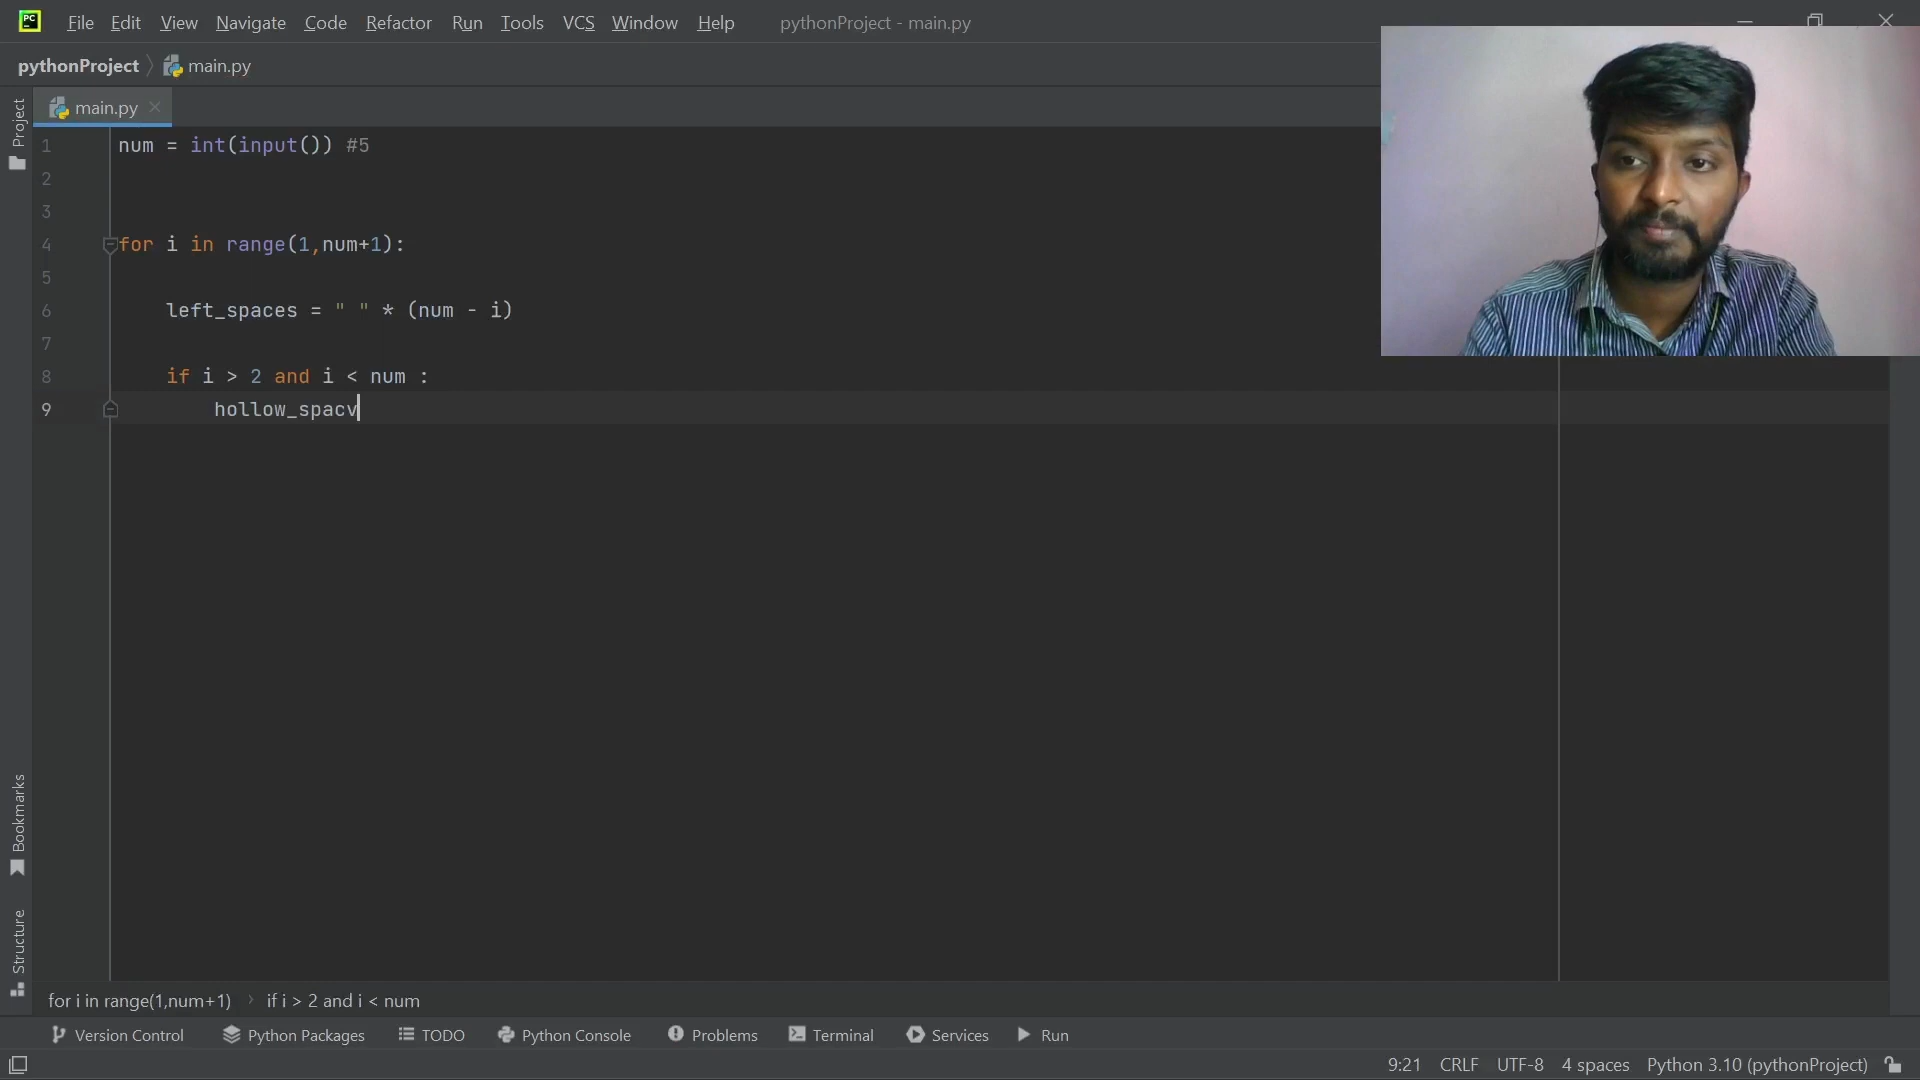 PC File Edit View Navigate Code Refactor Run Tools VCS Window Help pythonProject - main.py
pythonProject main.py
Project
main.py
1 num = int(input()) #5
2
3
4 for i in range(1,num+1):
5
6 left_spaces = " " * (num - i)
7
8 if i > 2 and i < num :
9 hollow_spacv
Bookmarks
Structure
for i in range(1,num+1) if i > 2 and i < num
Version Control Python Packages TODO Python Console Problems Terminal Services Run
9:21 CRLF UTF-8 4 spaces Python 3.10 (pythonProject)